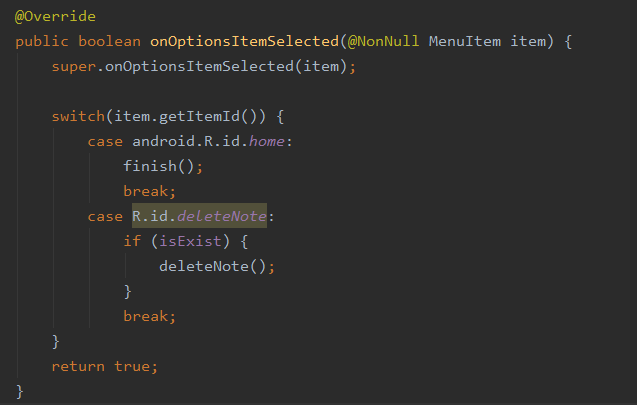 @Override
public boolean onOptionsItemSelected(@NonNull MenuItem item) {
    super.onOptionsItemSelected(item);

    switch(item.getItemId()) {
        case android.R.id.home:
            finish();
            break;
        case R.id.deleteNote:
            if (isExist) {
                deleteNote();
            }
            break;
    }
    return true;
}